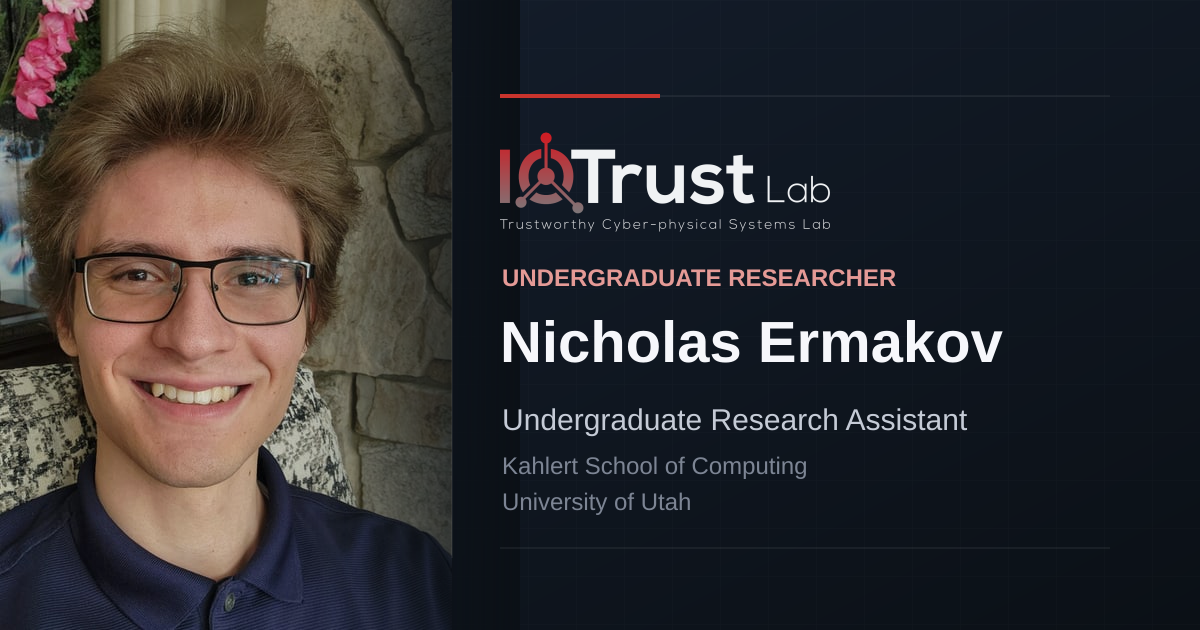 IoTrust Lab
Trustworthy Cyber-physical Systems Lab
UNDERGRADUATE RESEARCHER
Nicholas Ermakov
Undergraduate Research Assistant
Kahlert School of Computing
University of Utah